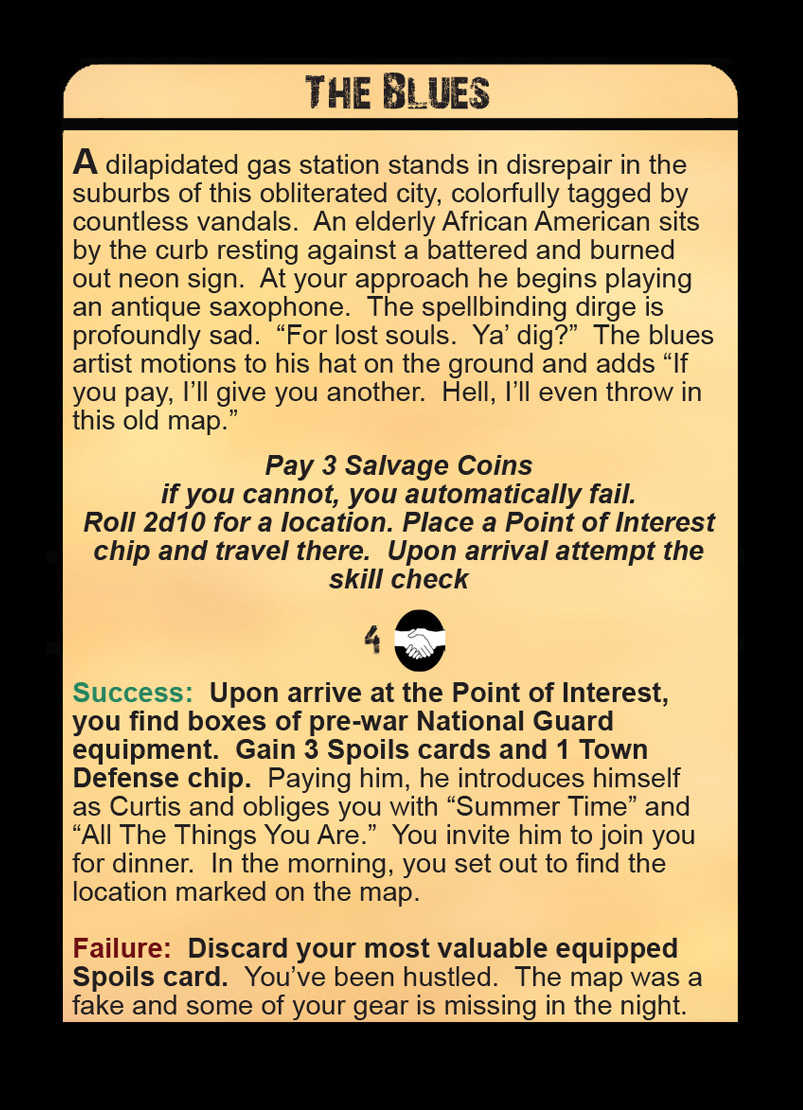 The Blues
A dilapidated gas station stands in disrepair in the
suburbs of this obliterated city, colorfully tagged by
countless vandals.  An elderly African American sits
by the curb resting against a battered and burned
out neon sign.  At your approach he begins playing
an antique saxophone.  The spellbinding dirge is
profoundly sad.  “For lost souls.  Ya’ dig?”  The blues
artist motions to his hat on the ground and adds “If
you pay, I’ll give you another.  Hell, I’ll even throw in
this old map.”
Pay 3 Salvage Coins
if you cannot, you automatically fail.
Roll 2d10 for a location. Place a Point of Interest
chip and travel there.  Upon arrival attempt the
skill check
4
Success:  Upon arrive at the Point of Interest,
you find boxes of pre-war National Guard
equipment.  Gain 3 Spoils cards and 1 Town
Defense chip.  Paying him, he introduces himself
as Curtis and obliges you with “Summer Time” and
“All The Things You Are.”  You invite him to join you
for dinner.  In the morning, you set out to find the
location marked on the map.
Failure:  Discard your most valuable equipped
Spoils card.  You’ve been hustled.  The map was a
fake and some of your gear is missing in the night.